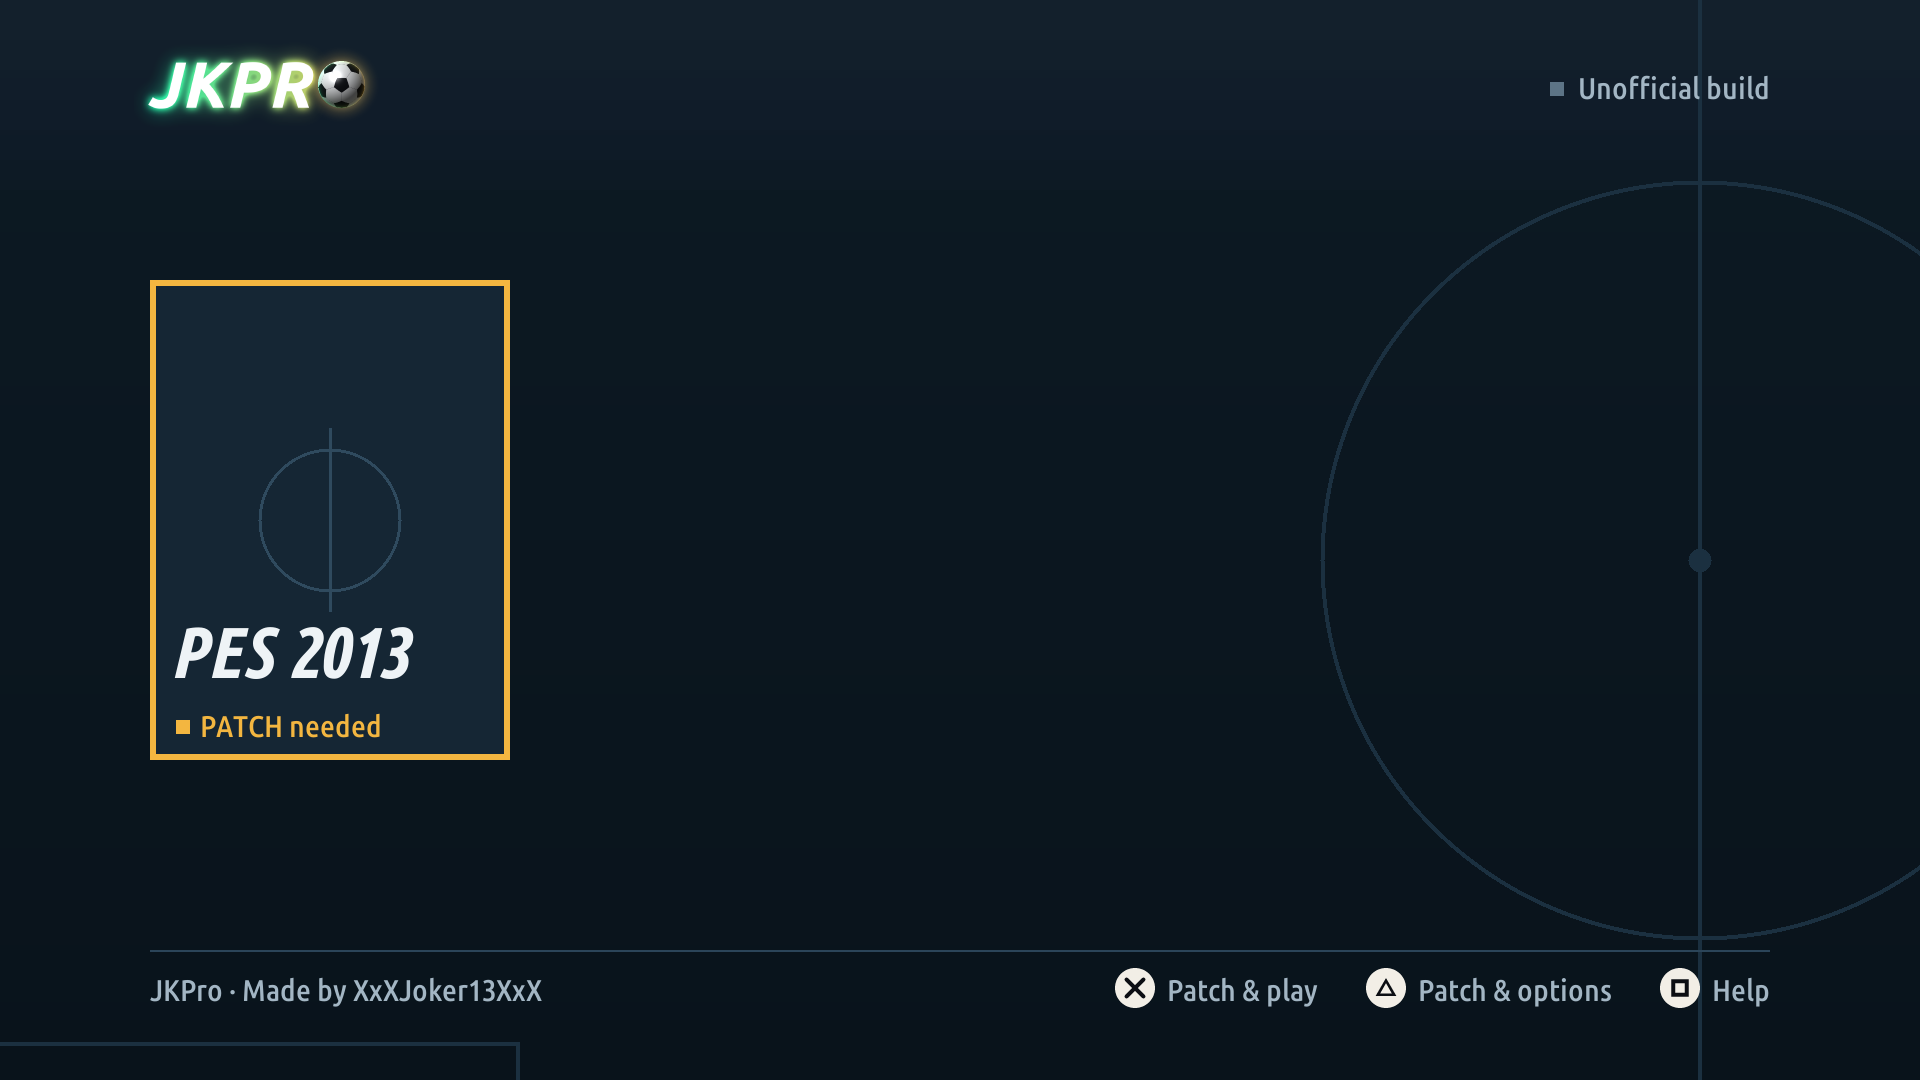 JKPRO
Unofficial build
PES 2013
PATCH needed
JKPro · Made by XxXJoker13XxX
Patch & play
Patch & options
Help